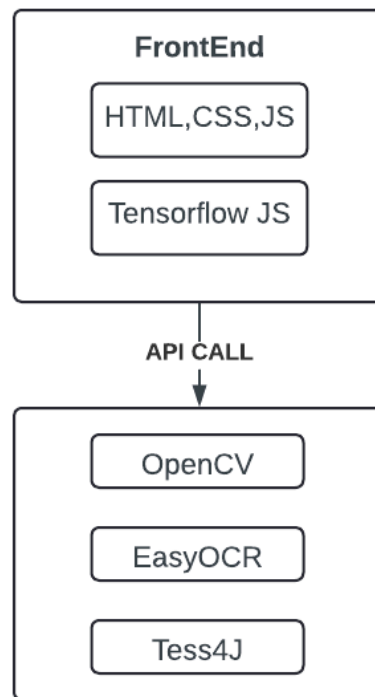 FrontEnd
HTML,CSS,JS
Tensorflow JS
API CALL
OpenCV
EasyOCR
Tess4J